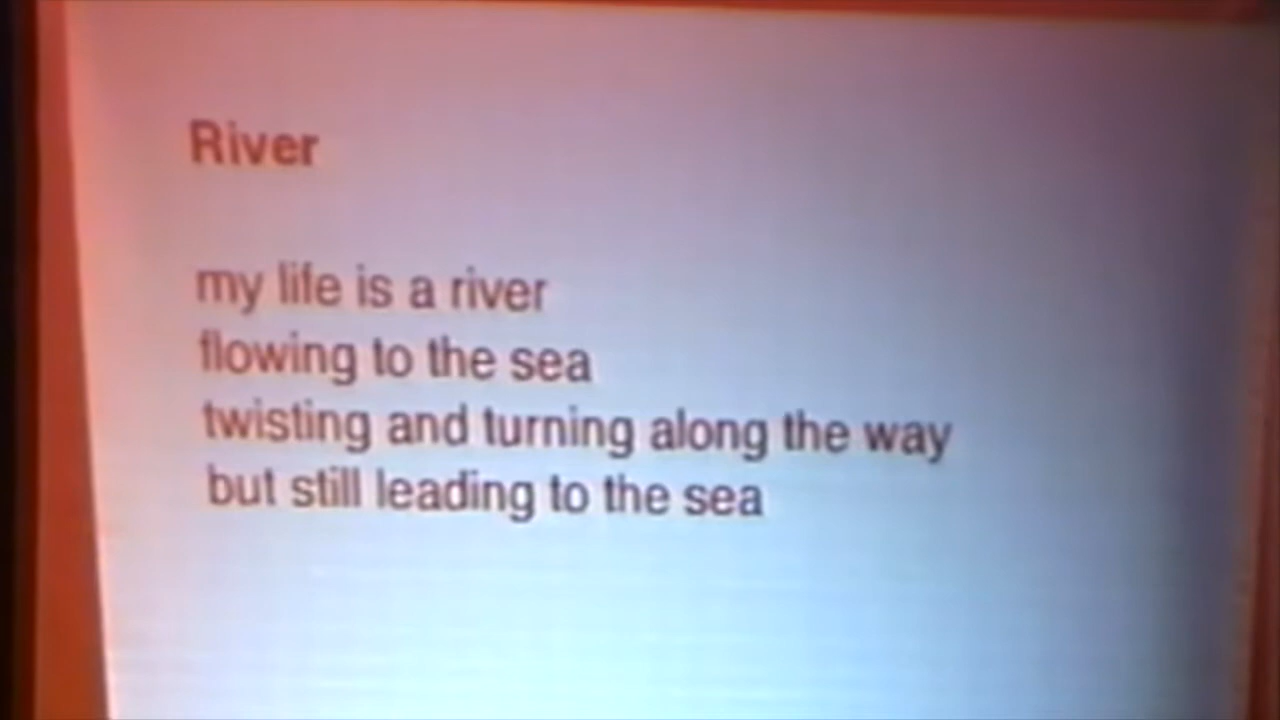 River
my life is a river
flowing to the sea
twisting and turning along the way
but still leading to the sea